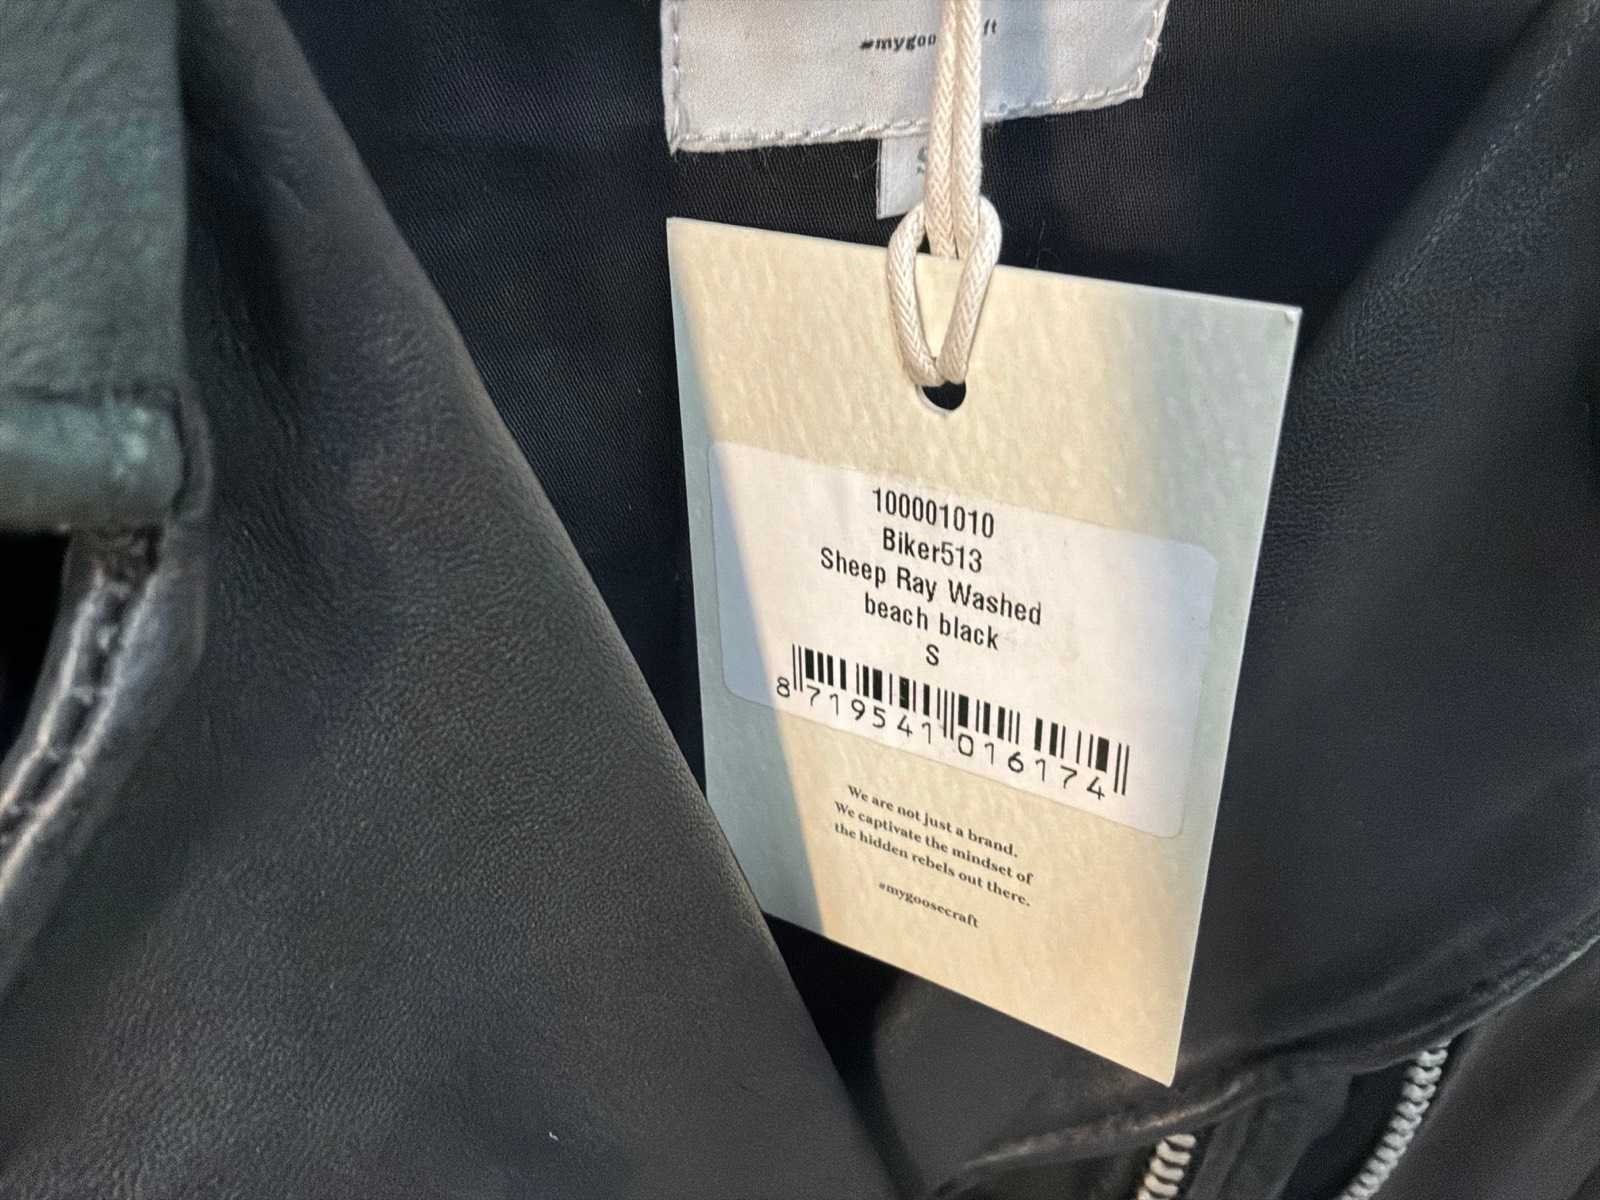 S
100001010
Biker513
Sheep Ray Washed
beach black
S
8 719541 016174
We are not just a brand.
We captivate the mindset of
the hidden rebels out there.
#mygoosecraft